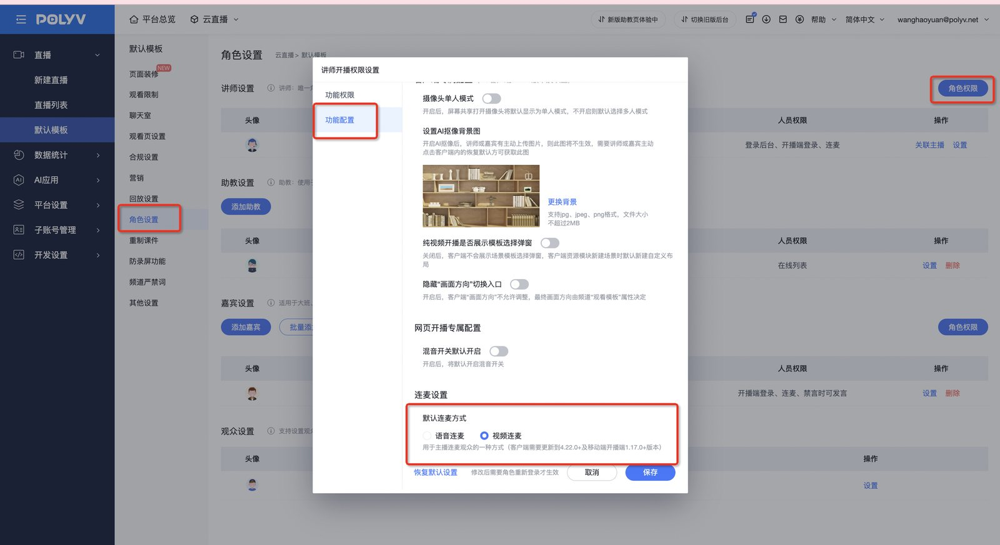 POLYV
平台总览
云直播
新版助教页体验中
切换旧版后台
帮助
简体中文
wanghaoyuan@polyv.net
直播
新建直播
直播列表
默认模板
数据统计
AI应用
平台设置
子账号管理
开发设置
默认模板
页面装修
NEW
观看限制
聊天室
观看页设置
合规设置
营销
回放设置
角色设置
重制课件
防录屏功能
频道严禁词
其他设置
角色设置
云直播 > 默认模板
讲师设置
讲师：唯一
角色权限
头像
人员权限
操作
登录后台、开播端登录、连麦
关联主播
设置
助教设置
助教：使用
添加助教
头像
人员权限
操作
在线列表
设置
删除
嘉宾设置
适用于大班
添加嘉宾
批量添
角色权限
头像
人员权限
操作
开播端登录、连麦、禁言时可发言
设置
删除
观众设置
支持设置观
头像
操作
设置
讲师开播权限设置
功能权限
功能配置
摄像头单人模式
开启后，屏幕共享打开摄像头将默认显示为单人模式，不开启则默认选择多人模式
设置AI抠像背景图
开启AI抠像后，讲师或嘉宾有主动上传图片，则此图将不生效，需要讲师或嘉宾主动
点击客户端内的恢复默认方可获取此图
更换背景
支持jpg、jpeg、png格式，文件大小
不超过2MB
纯视频开播是否展示模板选择弹窗
关闭后，客户端不会展示场景模板选择弹窗，客户端资源模块新建场景时默认新建自定义布
局
隐藏“画面方向”切换入口
开启后，客户端“画面方向”不允许调整，最终画面方向由频道“观看模板”属性决定
网页开播专属配置
混音开关默认开启
开启后，将默认开启混音开关
连麦设置
默认连麦方式
语音连麦
视频连麦
用于主播连麦观众的一种方式（客户端需要更新到4.22.0+及移动端开播端1.17.0+版本）
恢复默认设置
修改后需要角色重新登录才生效
取消
保存